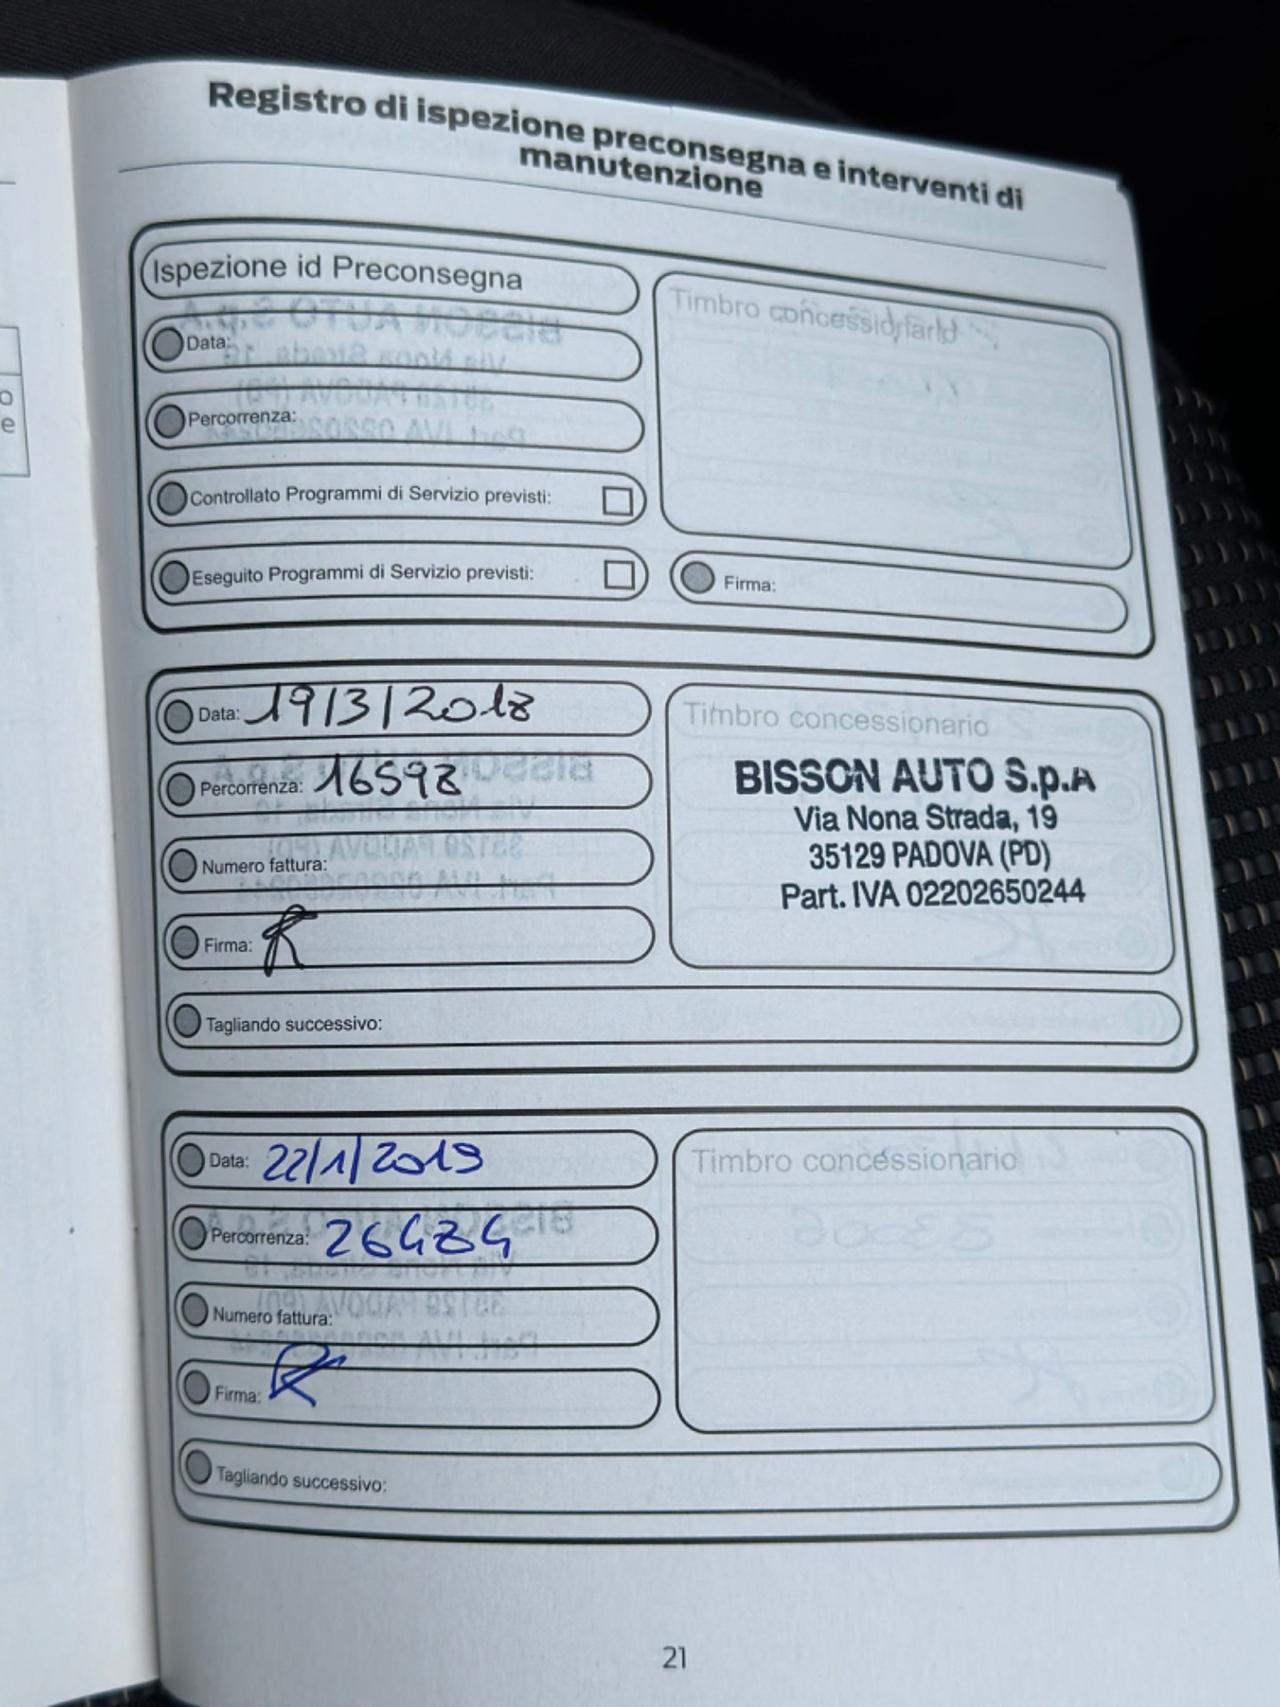 Registro di ispezione preconsegna e interventi di
manutenzione
Ispezione id Preconsegna
Data:
Percorrenza:
Controllato Programmi di Servizio previsti:
Eseguito Programmi di Servizio previsti:
Timbro concessionario
Firma:
Data: 19/3/2018
Percorrenza: 16598
Numero fattura:
Firma:
Tagliando successivo:
Timbro concessionario
BISSON AUTO S.p.A
Via Nona Strada, 19
35129 PADOVA (PD)
Part. IVA 02202650244
Data: 22/1/2019
Percorrenza: 26484
Numero fattura:
Firma:
Tagliando successivo:
Timbro concessionario
21
o
e